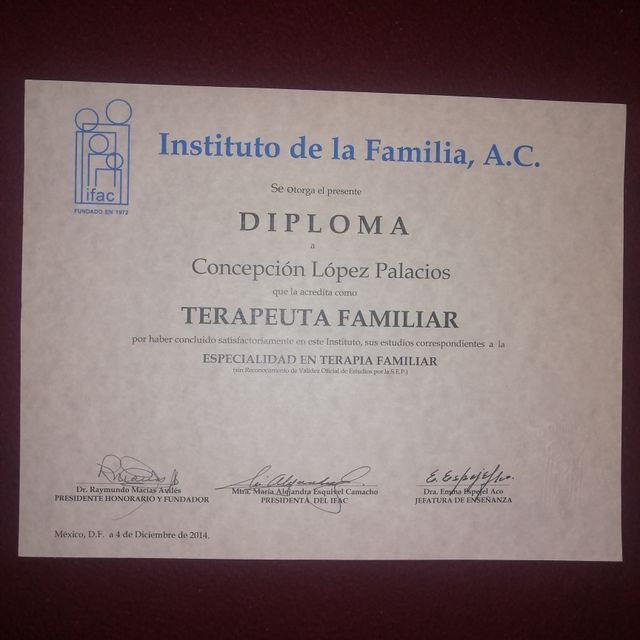 ifac
FUNDADO EN 1972
Instituto de la Familia, A.C.
Se otorga el presente
DIPLOMA
a
Concepción López Palacios
que la acredita como
TERAPEUTA FAMILIAR
por haber concluido satisfactoriamente en este Instituto, sus estudios correspondientes a la
ESPECIALIDAD EN TERAPIA FAMILIAR
(sin Reconocamento de Validez Oficial de Estudios por la S.E.P.)
E. Espejel Aco.
Dr. Raymundo Macías Avilés
PRESIDENTE HONORARIO Y FUNDADOR
Mtra. María Alejandra Esquivel Camacho
PRESIDENTA DEL IFAC
Dra. Emma Espejel Aco
JEFATURA DE ENSEÑANZA
México, D.F. a 4 de Diciembre de 2014.